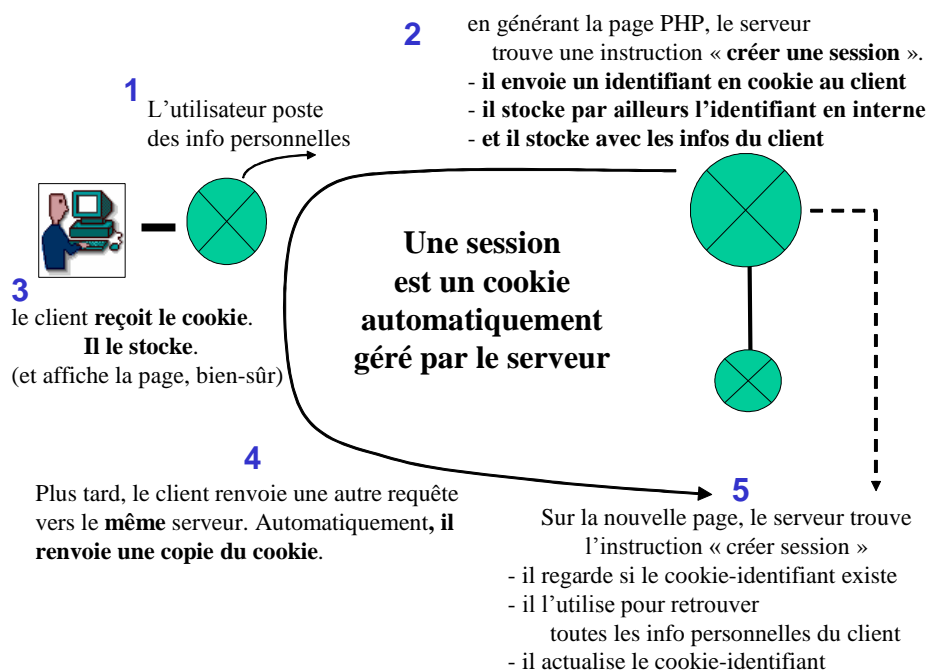 1
L'utilisateur poste
des info personnelles
2
en générant la page PHP, le serveur
trouve une instruction « créer une session ».
- il envoie un identifiant en cookie au client
- il stocke par ailleurs l'identifiant en interne
- et il stocke avec les infos du client
Une session
est un cookie
automatiquement
géré par le serveur
3
le client reçoit le cookie.
Il le stocke.
(et affiche la page, bien-sûr)
4
Plus tard, le client renvoie une autre requête
vers le même serveur. Automatiquement, il
renvoie une copie du cookie.
5
Sur la nouvelle page, le serveur trouve
l'instruction « créer session »
- il regarde si le cookie-identifiant existe
- il l'utilise pour retrouver
toutes les info personnelles du client
- il actualise le cookie-identifiant